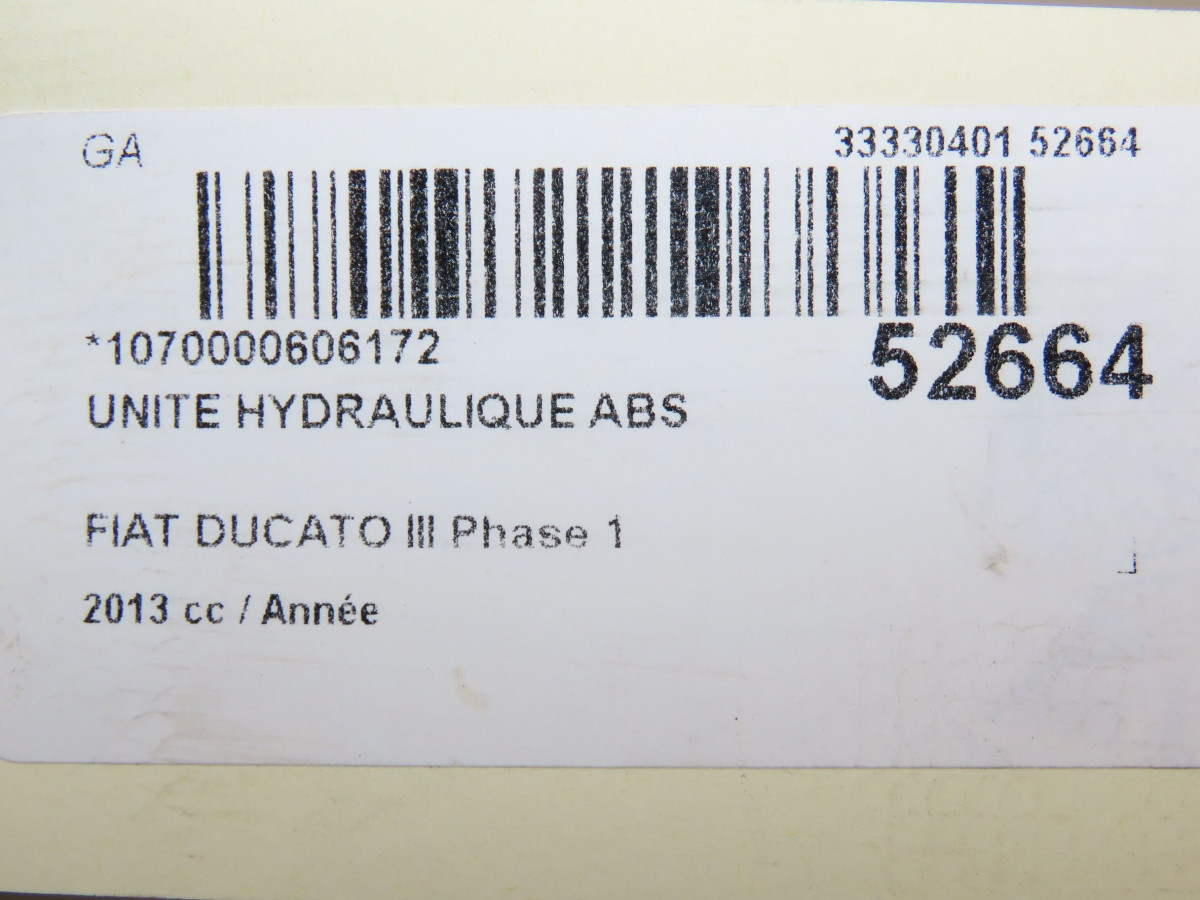 GA
33330401 52664
*1070000606172
52664
UNITE HYDRAULIQUE ABS
FIAT DUCATO III Phase 1
2013 cc / Année